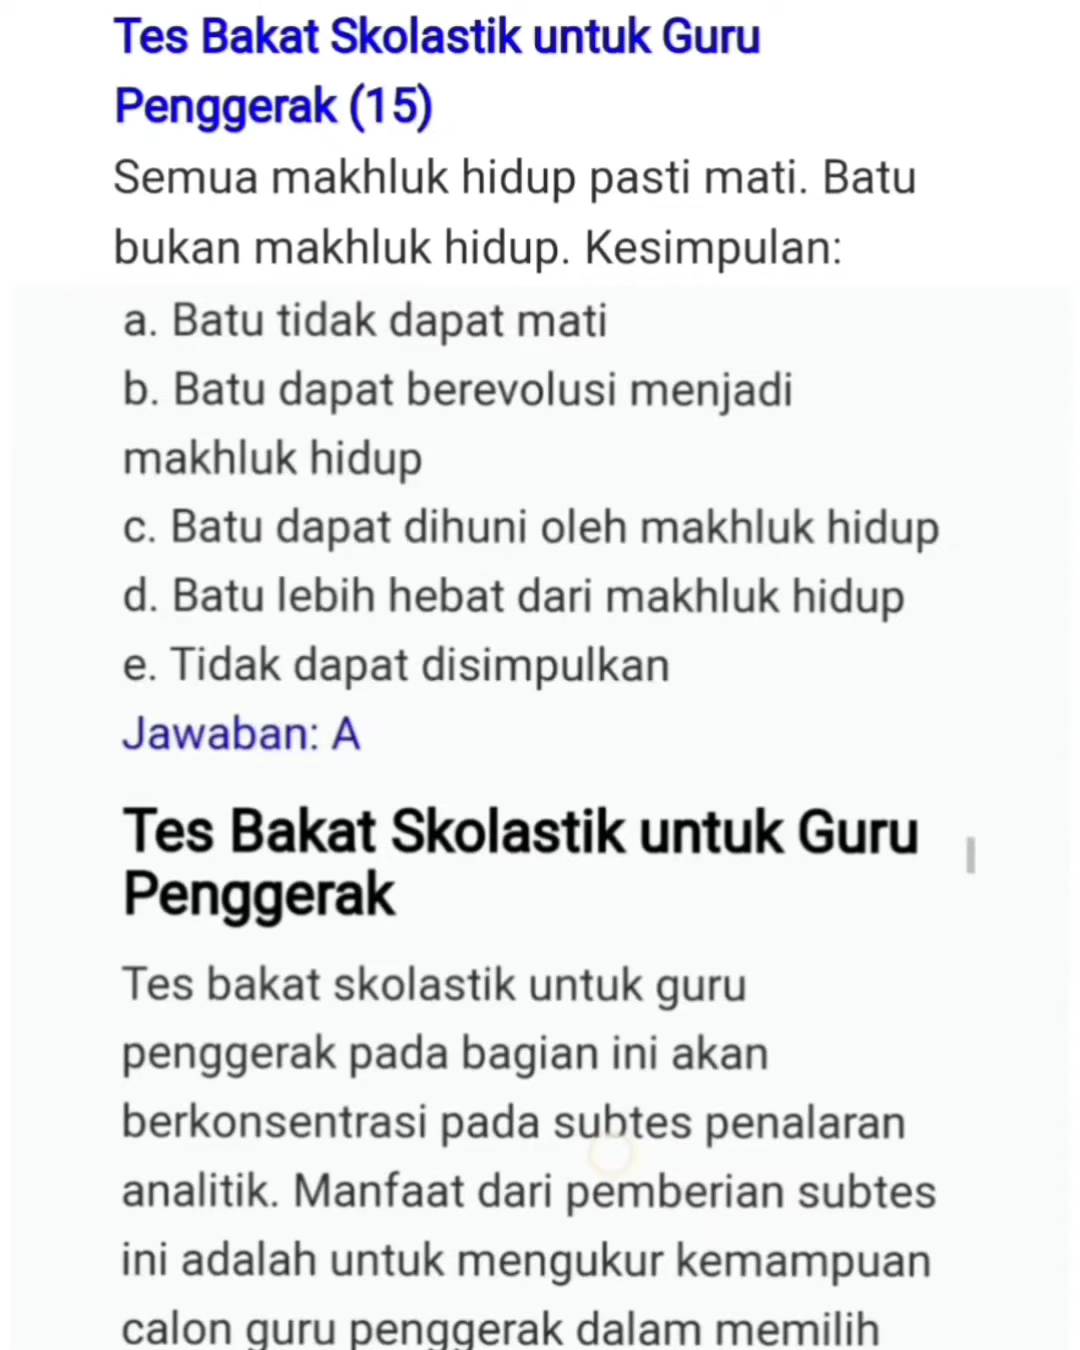 Tes Bakat Skolastik untuk Guru
Penggerak (15)
Semua makhluk hidup pasti mati. Batu
bukan makhluk hidup. Kesimpulan:
a. Batu tidak dapat mati
b. Batu dapat berevolusi menjadi
makhluk hidup
c. Batu dapat dihuni oleh makhluk hidup
d. Batu lebih hebat dari makhluk hidup
e. Tidak dapat disimpulkan
Jawaban: A
Tes Bakat Skolastik untuk Guru
Penggerak
Tes bakat skolastik untuk guru
penggerak pada bagian ini akan
berkonsentrasi pada subtes penalaran
analitik. Manfaat dari pemberian subtes
ini adalah untuk mengukur kemampuan
calon guru penggerak dalam memilih